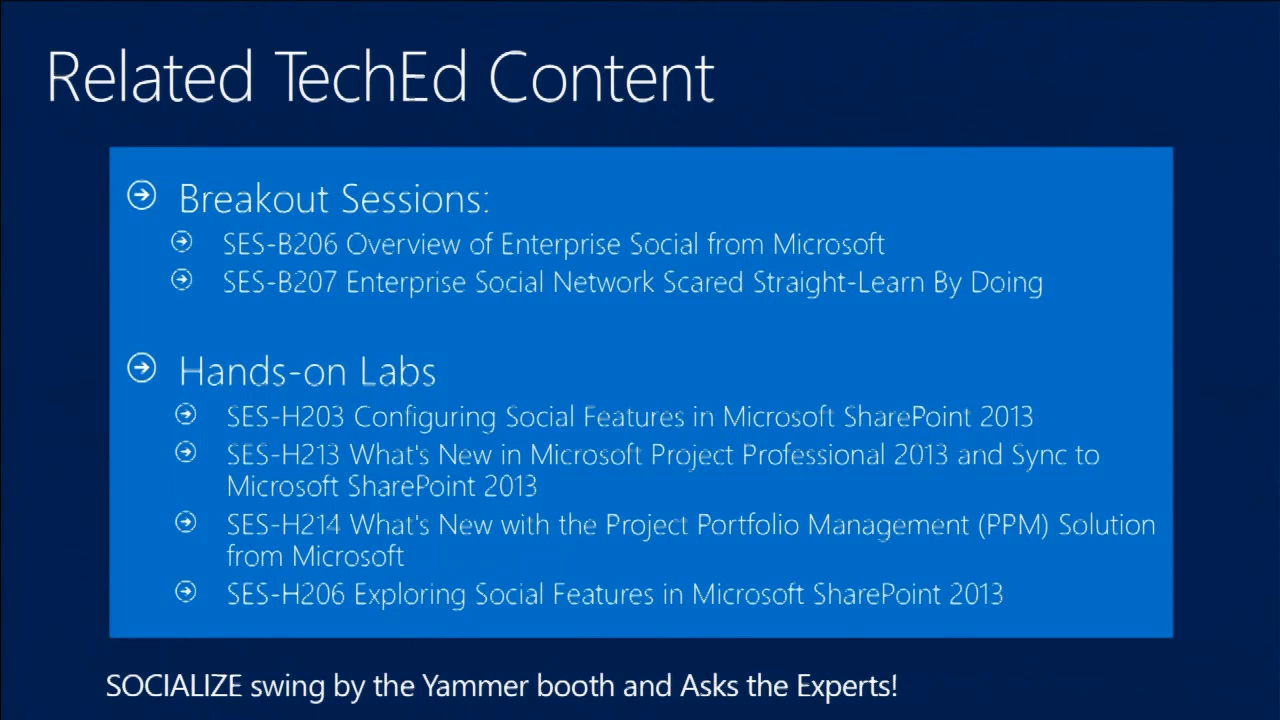 Related TechEd Content
Breakout Sessions:
SES-B206 Overview of Enterprise Social from Microsoft
SES-B207 Enterprise Social Network Scared Straight-Learn By Doing
Hands-on Labs
SES-H203 Configuring Social Features in Microsoft SharePoint 2013
SES-H213 What's New in Microsoft Project Professional 2013 and Sync to
Microsoft SharePoint 2013
SES-H214 What's New with the Project Portfolio Management (PPM) Solution
from Microsoft
SES-H206 Exploring Social Features in Microsoft SharePoint 2013
SOCIALIZE swing by the Yammer booth and Asks the Experts!